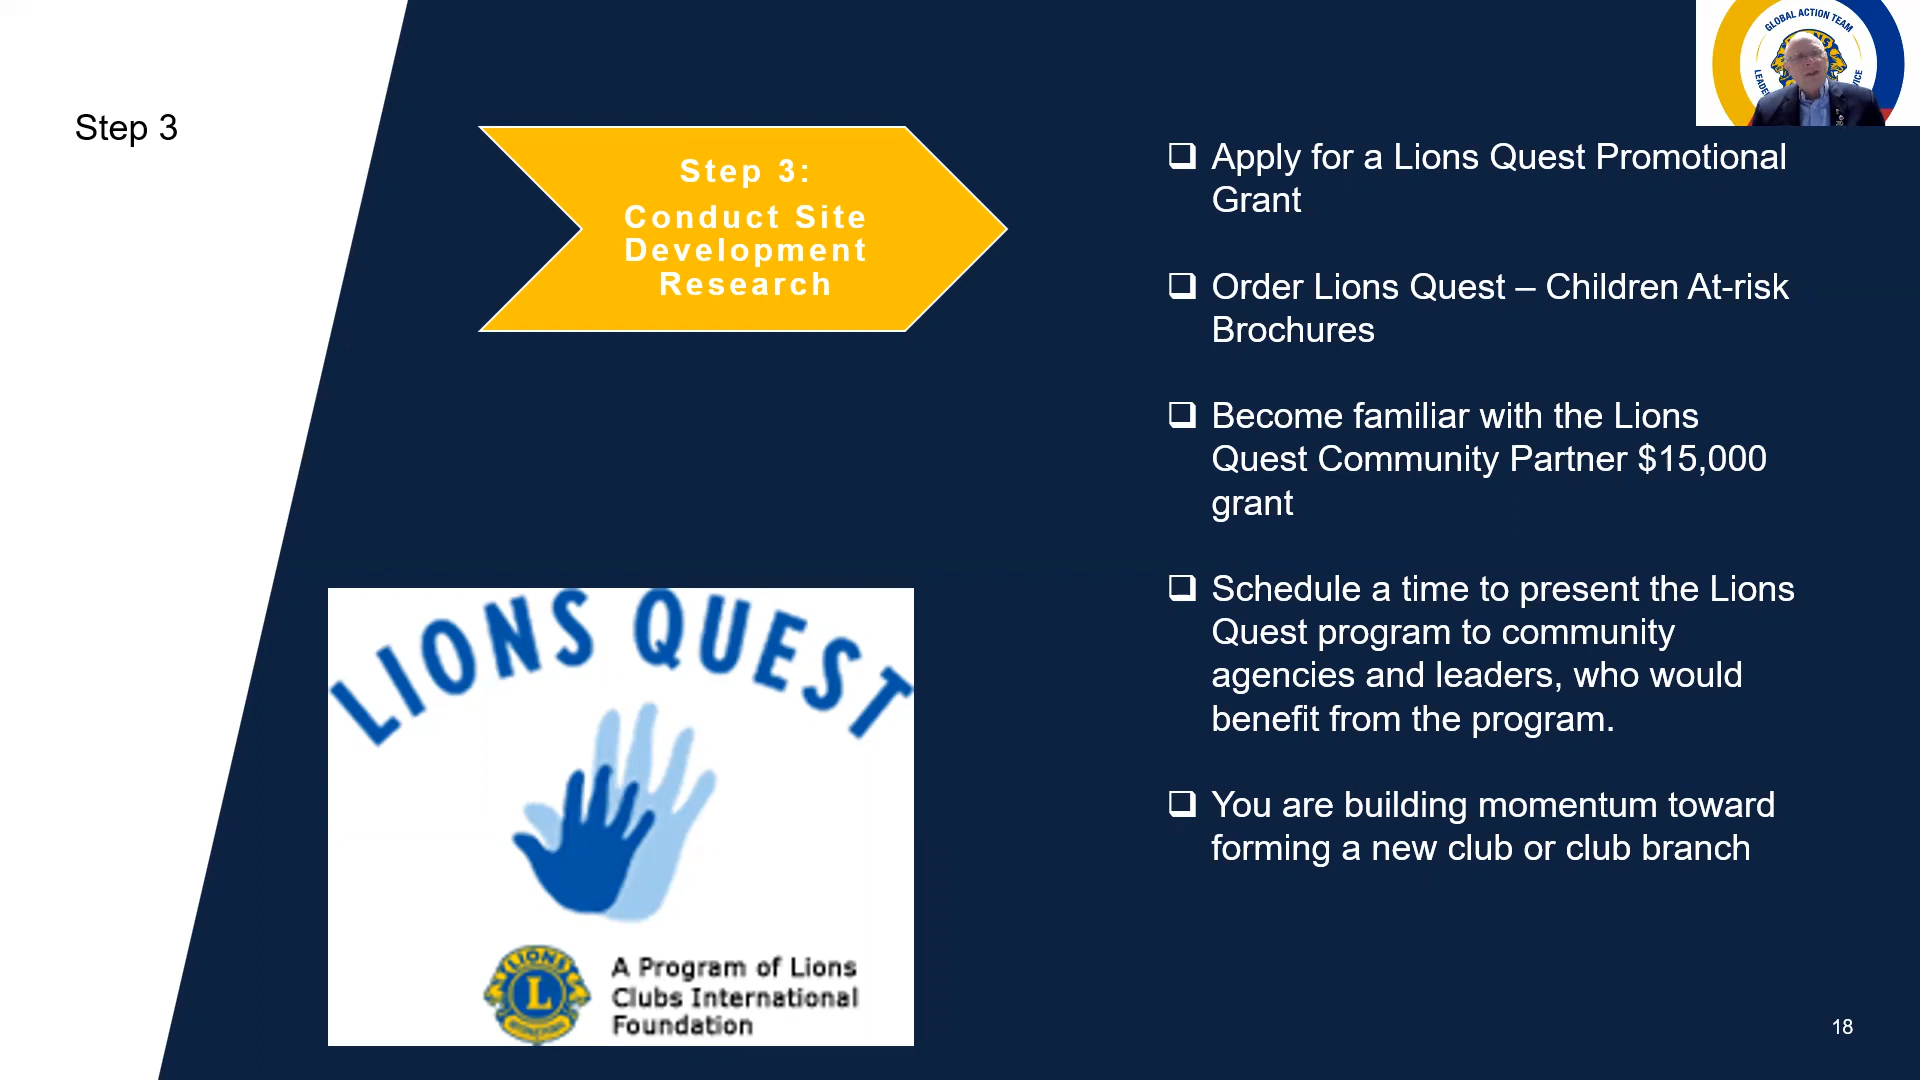 Step 3
Step 3:
Conduct Site
Development
Research
LIONS QUEST
LIONS
L
A Program of Lions
Clubs International
Foundation
GLOBAL ACTION TEAM
LIONS
❑ Apply for a Lions Quest Promotional
Grant
❑ Order Lions Quest – Children At-risk
Brochures
❑ Become familiar with the Lions
Quest Community Partner $15,000
grant
❑ Schedule a time to present the Lions
Quest program to community
agencies and leaders, who would
benefit from the program.
❑ You are building momentum toward
forming a new club or club branch
18